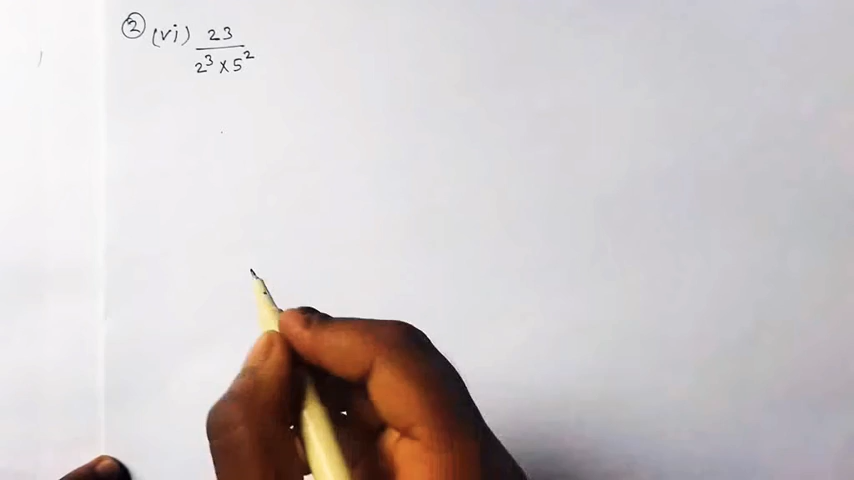 ② (vi) 23
2³ × 5²